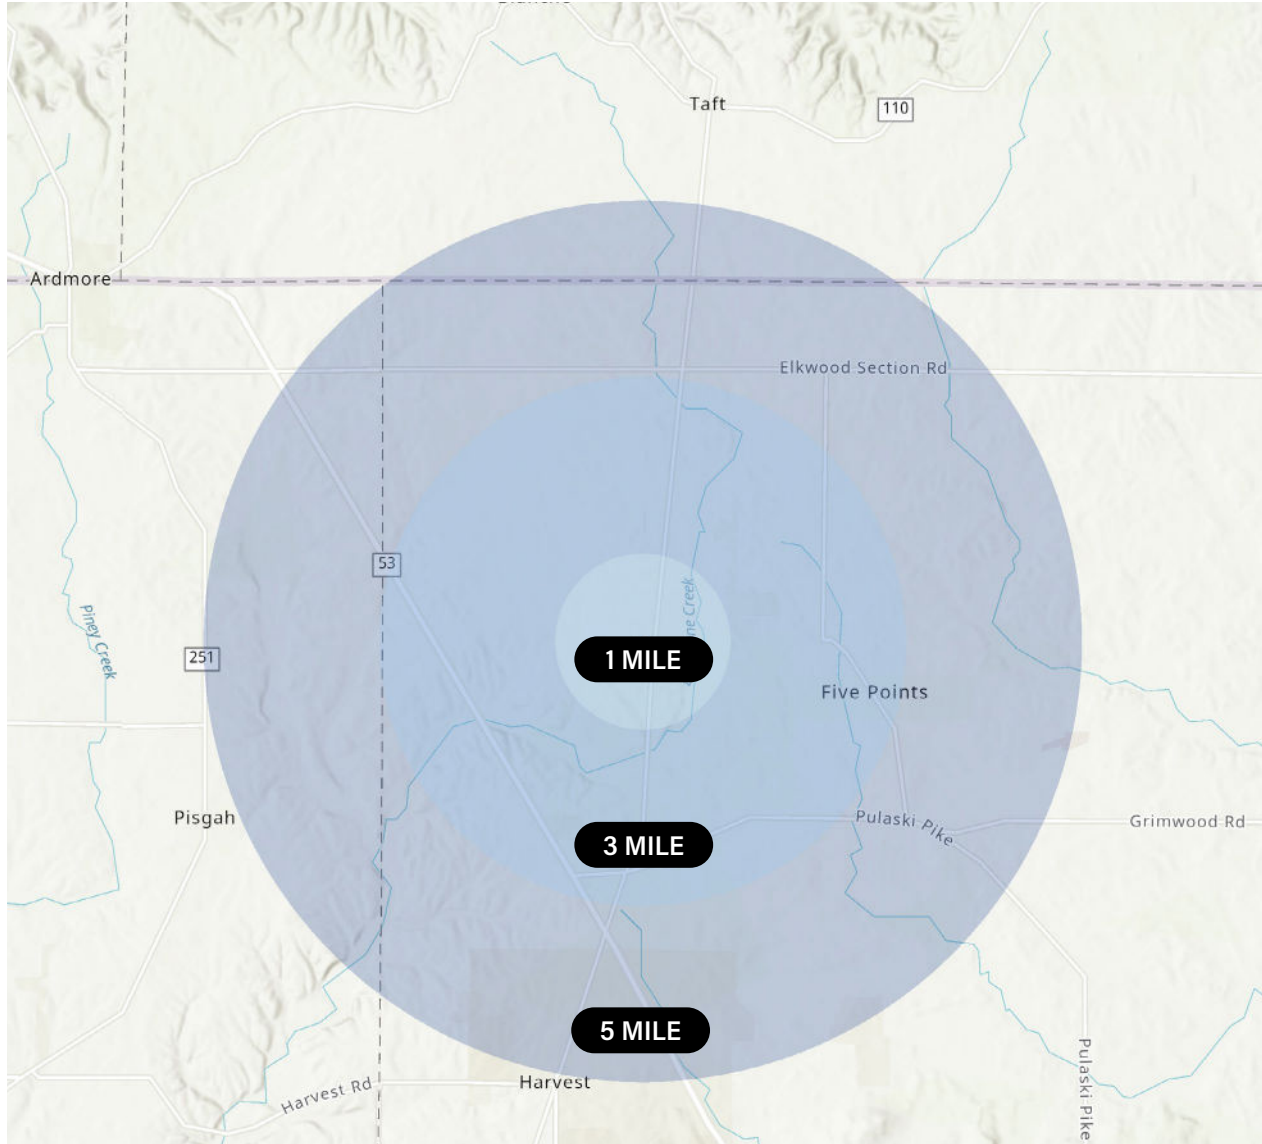 Taft
110
Ardmore
Elkwood Section Rd
53
Piney Creek
Creek
1 MILE
251
Five Points
Pisgah
Pulaski Pike
Grimwood Rd
3 MILE
5 MILE
Harvest Rd
Harvest
Pulaski Pike